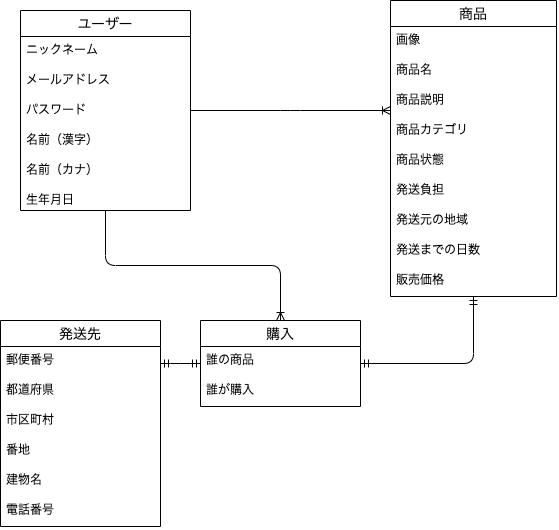 ユーザー
ニックネーム
メールアドレス
パスワード
名前（漢字）
名前（カナ）
生年月日
商品
画像
商品名
商品説明
商品カテゴリ
商品状態
発送負担
発送元の地域
発送までの日数
販売価格
発送先
郵便番号
都道府県
市区町村
番地
建物名
電話番号
購入
誰の商品
誰が購入